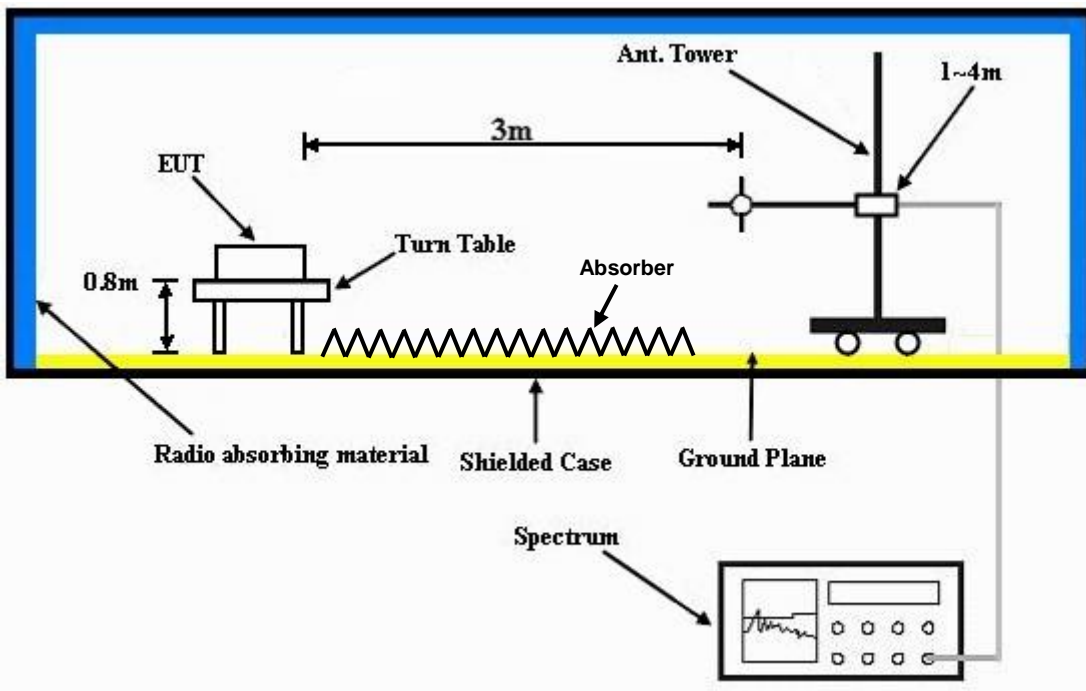 Ant. Tower
1~4m
3m
EUT
Turn Table
0.8m
Absorber
Radio absorbing material
Shielded Case
Ground Plane
Spectrum